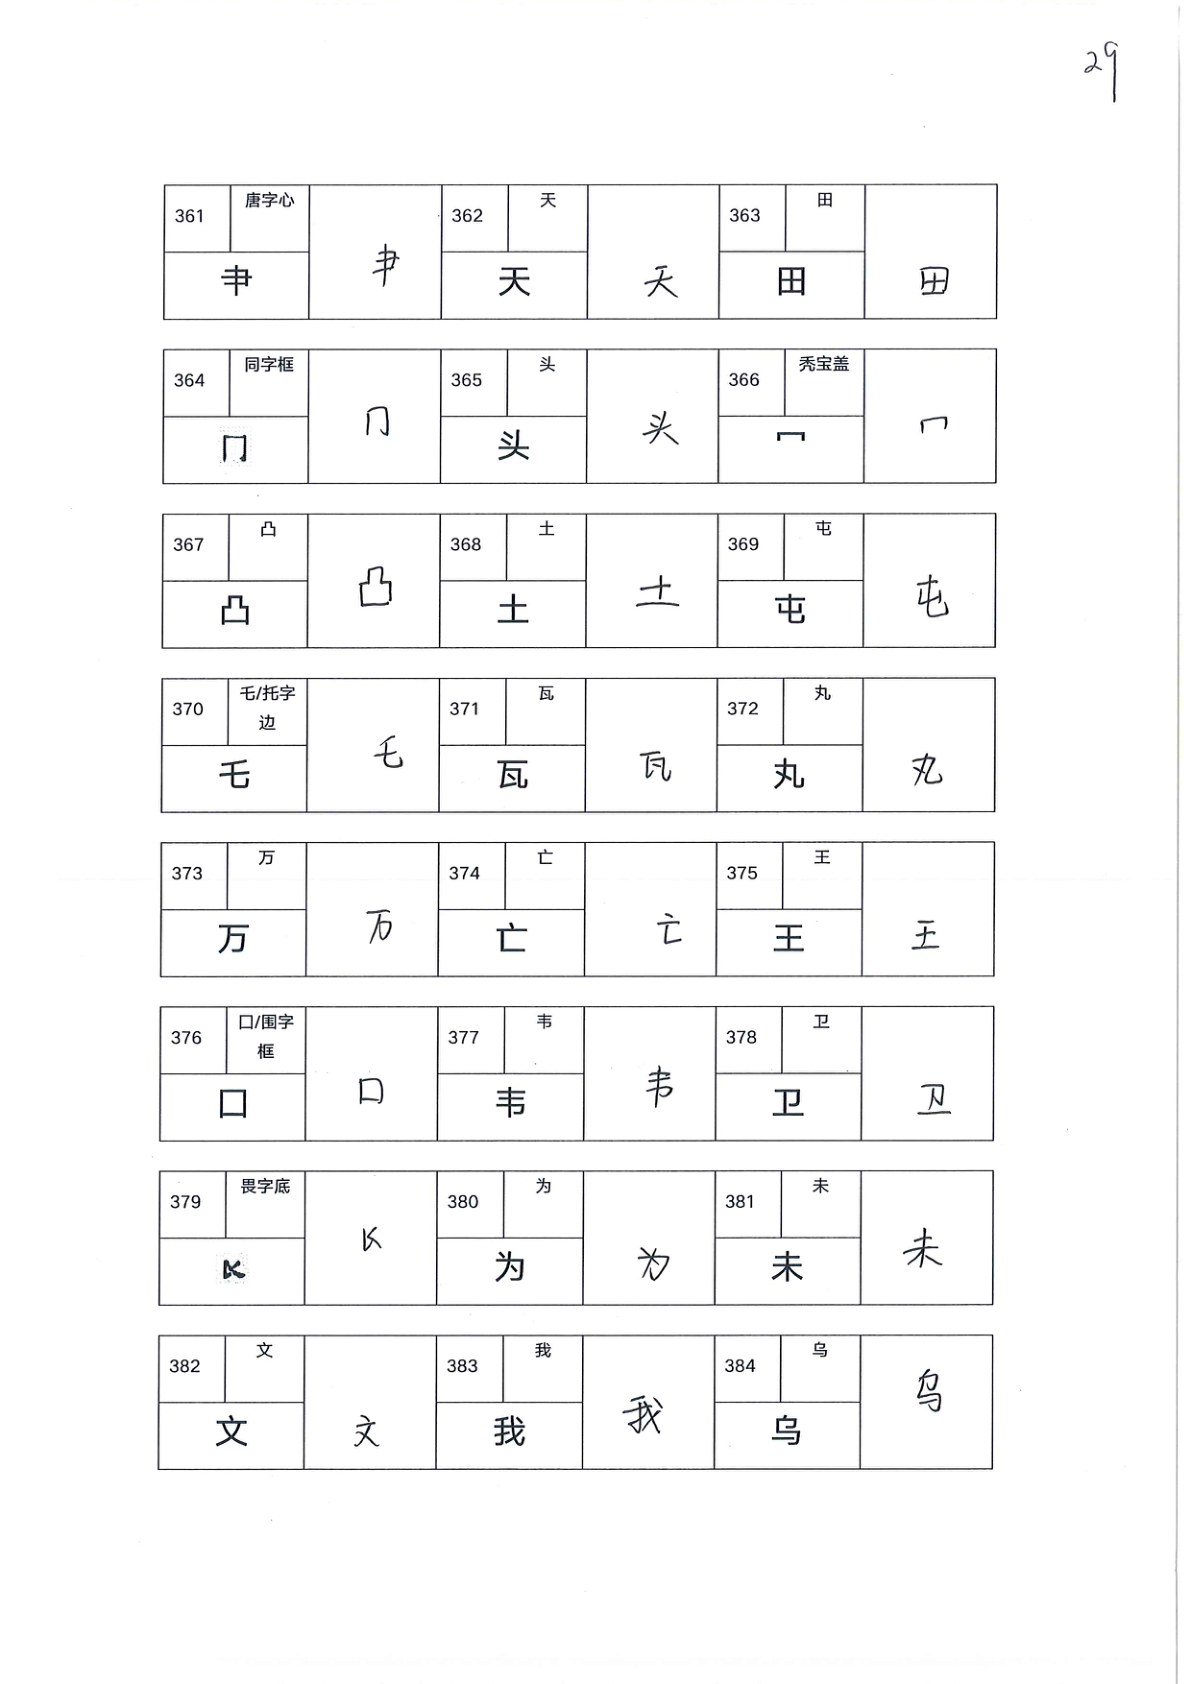 29
361 唐字心 362 天 363 田
肀 肀 天 天 田 田
364 同字框 365 头 366 秃宝盖
冂 冂 头 头 冖 冖
367 凸 368 土 369 屯
凸 凸 土 土 屯 屯
370 乇/托字边 371 瓦 372 丸
乇 乇 瓦 瓦 丸 丸
373 万 374 亡 375 王
万 万 亡 亡 王 王
376 囗/围字框 377 韦 378 卫
囗 囗 韦 韦 卫 卫
379 畏字底 380 为 381 未
为 为 未 未
382 文 383 我 384 乌
文 文 我 我 乌 乌